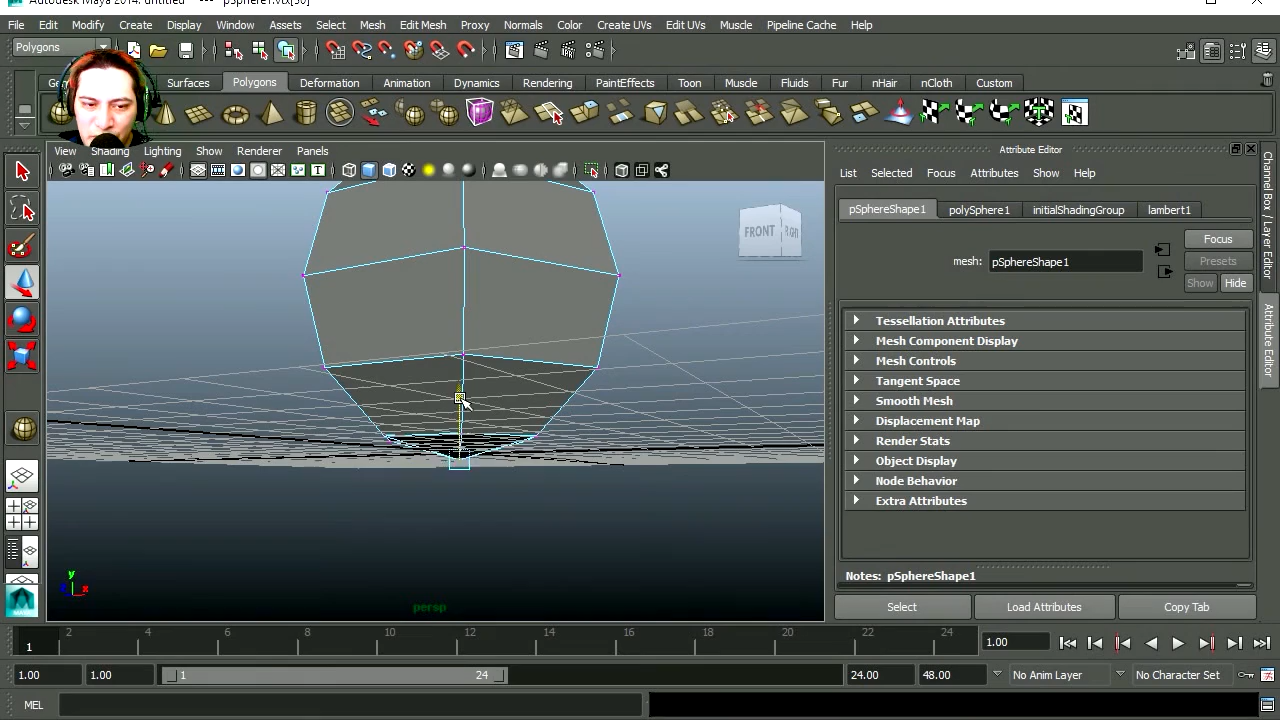 Autodesk Maya 2014: untitled --- pSphere1.vtx[50]
File Edit Modify Create Display Window Assets Select Mesh Edit Mesh Proxy Normals Color Create UVs Edit UVs Muscle Pipeline Cache Help
Polygons
Surfaces Polygons Deformation Animation Dynamics Rendering PaintEffects Toon Muscle Fluids Fur nHair nCloth Custom
View Shading Lighting Show Renderer Panels
Attribute Editor
List Selected Focus Attributes Show Help
pSphereShape1 polySphere1 initialShadingGroup lambert1
Focus
mesh: pSphereShape1
Presets
Show Hide
FRONT RIGHT
Tessellation Attributes
Mesh Component Display
Mesh Controls
Tangent Space
Smooth Mesh
Displacement Map
Render Stats
Object Display
Node Behavior
Extra Attributes
Notes: pSphereShape1
Select Load Attributes Copy Tab
Channel Box / Layer Editor
Attribute Editor
y
z x
persp
1 2 4 6 8 10 12 14 16 18 20 22 24 1.00
1.00 1.00 1 24 24.00 48.00 No Anim Layer No Character Set
MEL